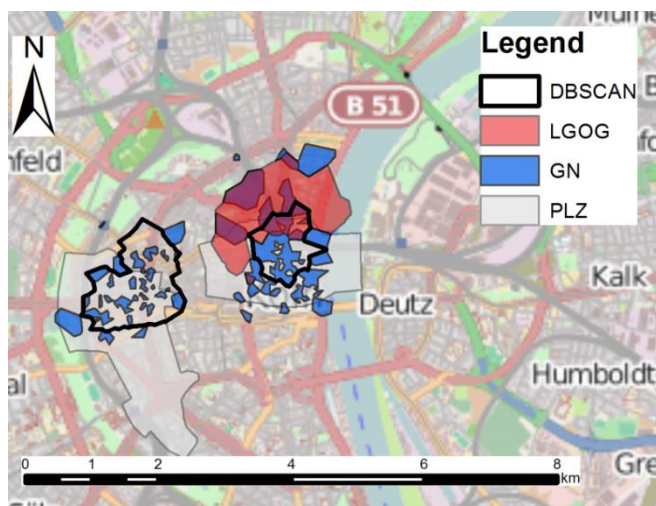 N
B 51
Legend
DBSCAN
LGOG
GN
PLZ
nfeld
Kalk
Deutz
Humboldt
al
Gre
0 1 2 4 6 8
km